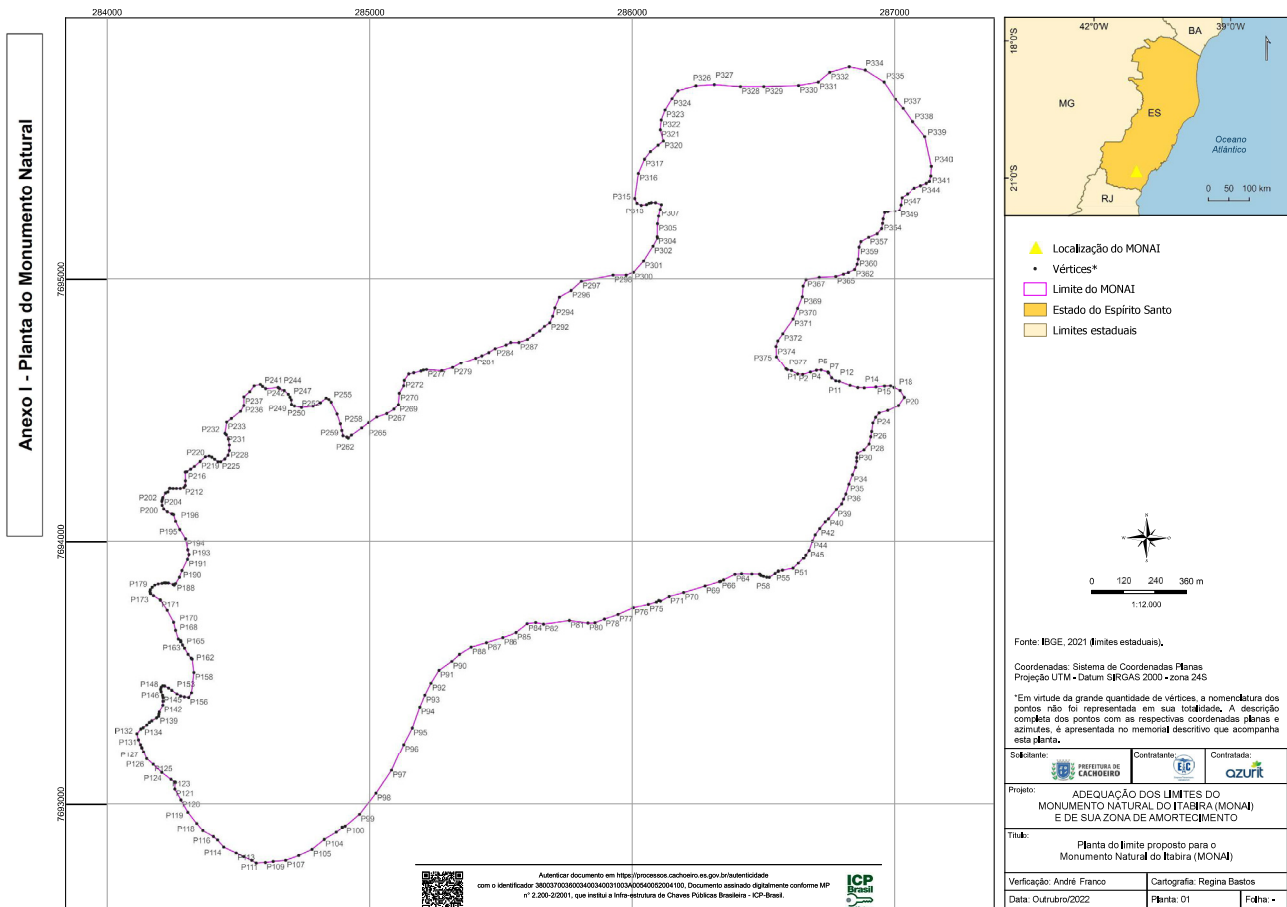 Anexo I - Planta do Monumento Natural
284000
285000
286000
287000
7695000
7694000
7693000
P334
P332
P335
P326
P327
P328
P329
P330
P331
P324
P323
P322
P321
P320
P337
P338
P339
P317
P316
P340
P341
P344
P315
P347
P307
P349
P305
P304
P302
P301
P300
P298
P354
P357
P359
P360
P362
P365
P367
P297
P296
P294
P292
P287
P284
P281
P279
P277
P272
P270
P269
P267
P265
P369
P370
P371
P372
P374
P375
P377
P1
P2
P4
P6
P7
P11
P12
P14
P15
P18
P20
P24
P26
P28
P30
P34
P35
P36
P39
P40
P44
P45
P51
P55
P58
P64
P66
P69
P70
P71
P75
P76
P77
P78
P80
P81
P82
P84
P85
P86
P87
P88
P90
P91
P92
P93
P94
P95
P96
P97
P98
P99
P100
P104
P105
P107
P109
P111
P113
P114
P116
P118
P119
P120
P121
P123
P124
P125
P126
P127
P131
P132
P134
P139
P142
P145
P146
P148
P153
P156
P158
P162
P163
P165
P168
P170
P171
P173
P179
P188
P190
P191
P193
P194
P195
P196
P200
P202
P204
P212
P216
P219
P220
P225
P228
P231
P232
P233
P236
P237
P241
P242
P244
P247
P249
P250
P252
P255
P258
P259
P262
42°0'W
39°0'W
18°0'S
21°0'S
BA
MG
ES
RJ
Oceano
Atlântico
0 50 100 km
Localização do MONAI
Vértices*
Limite do MONAI
Estado do Espírito Santo
Limites estaduais
N
W
O
S
0 120 240 360 m
1:12.000
Fonte: IBGE, 2021 (limites estaduais).
Coordenadas: Sistema de Coordenadas Planas
Projeção UTM - Datum SIRGAS 2000 - zona 24S
*Em virtude da grande quantidade de vértices, a nomenclatura dos
pontos não foi representada em sua totalidade. A descrição
completa dos pontos com as respectivas coordenadas planas e
azimutes, é apresentada no memorial descritivo que acompanha
esta planta.
Solicitante: Contratante: Contratada:
PREFEITURA DE
CACHOEIRO
azurit
Projeto:
ADEQUAÇÃO DOS LIMITES DO
MONUMENTO NATURAL DO ITABIRA (MONAI)
E DE SUA ZONA DE AMORTECIMENTO
Título:
Planta do limite proposto para o
Monumento Natural do Itabira (MONAI)
Verficação: André Franco
Cartografia: Regina Bastos
Data: Outubro/2022
Planta: 01
Folha: -
Autenticar documento em https://processos.cachoeiro.es.gov.br/autenticidade
com o identificador 380037003600340034003100 3A00540052004100, Documento assinado digitalmente conforme MP
n° 2.200-2/2001, que institui a Infra-estrutura de Chaves Públicas Brasileira - ICP-Brasil.
ICP
Brasil